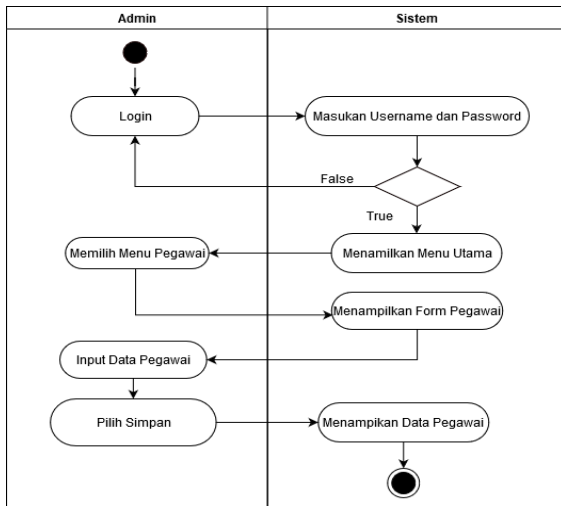 Admin
Sistem
Login
Masukan Username dan Password
False
True
Memilih Menu Pegawai
Menamilkan Menu Utama
Menampilkan Form Pegawai
Input Data Pegawai
Pilih Simpan
Menampikan Data Pegawai